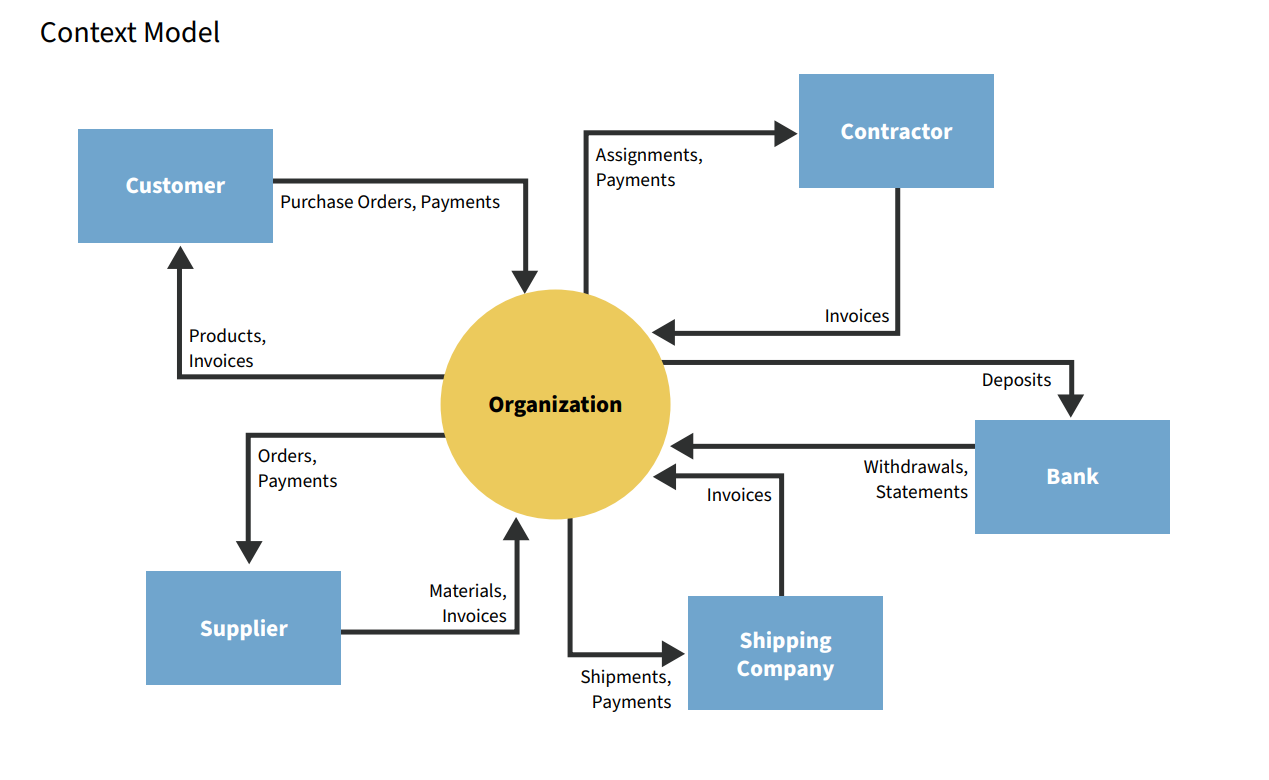 Context Model
Customer
Purchase Orders, Payments
Assignments,
Payments
Contractor
Products,
Invoices
Invoices
Organization
Deposits
Orders,
Payments
Withdrawals,
Statements
Bank
Invoices
Supplier
Materials,
Invoices
Shipments,
Payments
Shipping
Company